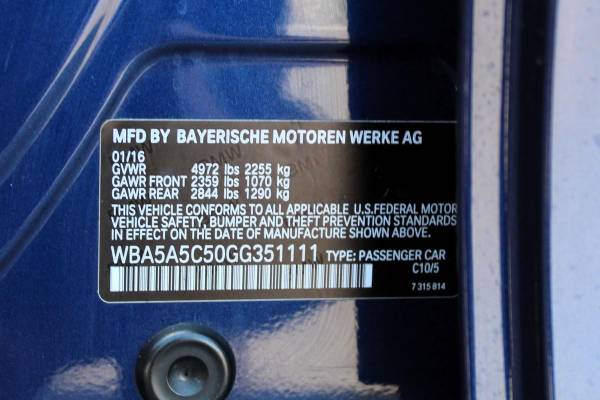 MFD BY BAYERISCHE MOTOREN WERKE AG
01/16
GVWR 4972 lbs 2255 kg
GAWR FRONT 2359 lbs 1070 kg
GAWR REAR 2844 lbs 1290 kg
THIS VEHICLE CONFORMS TO ALL APPLICABLE U.S.FEDERAL MOTOR
VEHICLE SAFETY, BUMPER AND THEFT PREVENTION STANDARDS
IN EFFECT ON THE DATE OF MANUFACTURE SHOWN ABOVE.
WBA5A5C50GG351111 TYPE: PASSENGER CAR
C10/5
7 315 814